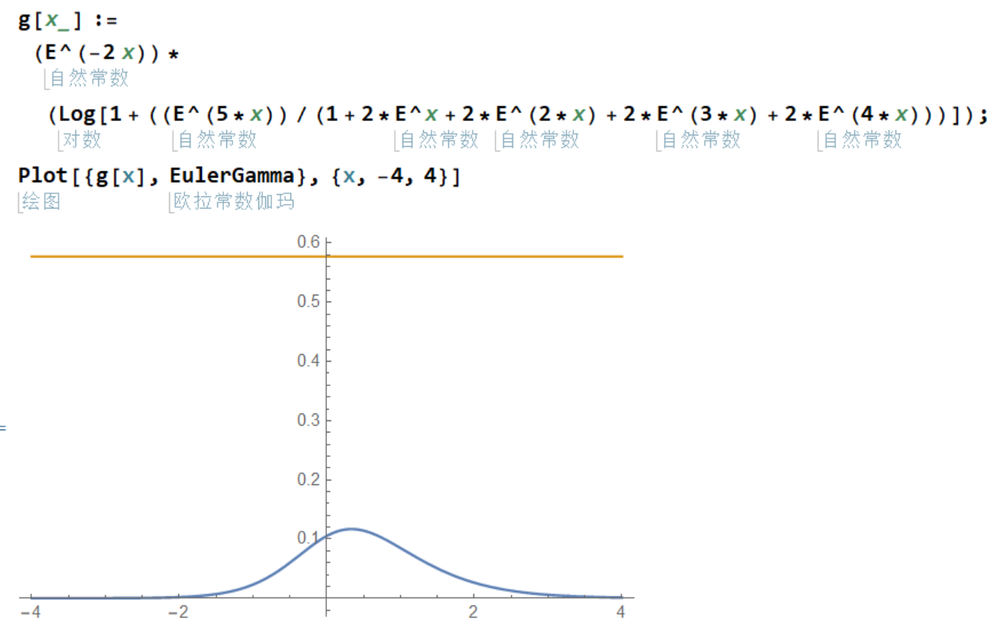 g[x_] :=
(E^(-2 x)) *
自然常数
(Log[1 + ((E^(5*x)) / (1 + 2*E^x + 2*E^(2*x) + 2*E^(3*x) + 2*E^(4*x)))]);
对数 自然常数 自然常数 自然常数 自然常数 自然常数
Plot[{g[x], EulerGamma}, {x, -4, 4}]
绘图 欧拉常数伽玛
0.6
0.5
0.4
0.3
=
0.2
0.1
-4 -2 2 4